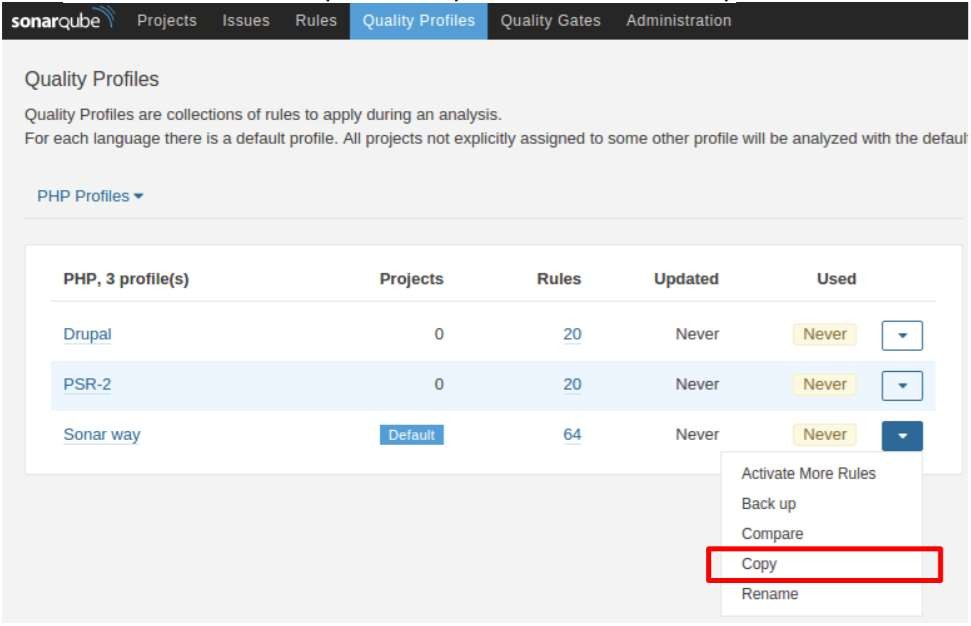 sonarqube Projects Issues Rules Quality Profiles Quality Gates Administration
Quality Profiles
Quality Profiles are collections of rules to apply during an analysis.
For each language there is a default profile. All projects not explicitly assigned to some other profile will be analyzed with the defaul
PHP Profiles
PHP, 3 profile(s) Projects Rules Updated Used
Drupal 0 20 Never Never
PSR-2 0 20 Never Never
Sonar way Default 64 Never Never
Activate More Rules
Back up
Compare
Copy
Rename